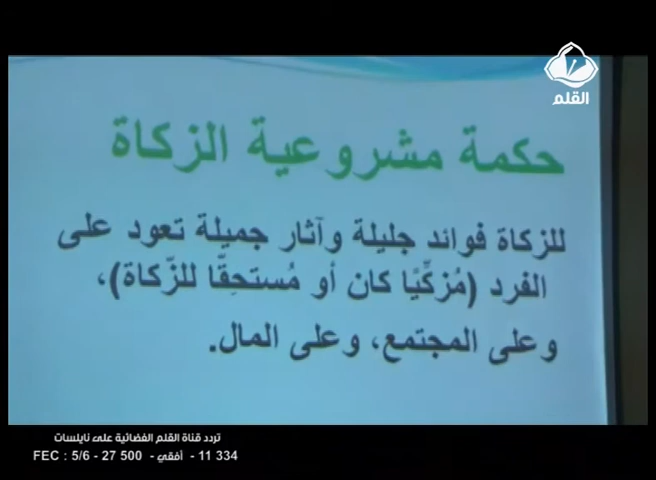 القلم
حكمة مشروعية الزكاة
للزكاة فوائد جليلة وآثار جميلة تعود على
الفرد (مُزكِّيًا كان أو مُستحِقًّا للزّكاة)،
وعلى المجتمع، وعلى المال.
تردد قناة القلم الفضائية على نايلسات
11 334 - أفقي - FEC : 5/6 - 27 500